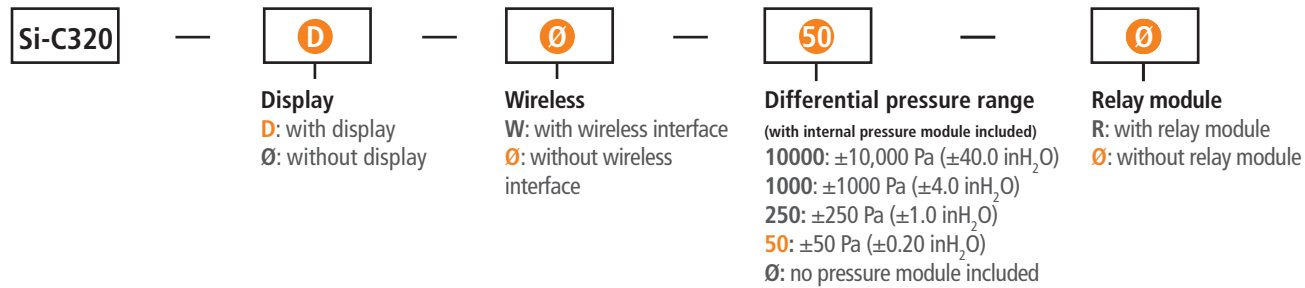 Si-C320 — D — Ø — 50 — Ø
Display
D: with display
Ø: without display
Wireless
W: with wireless interface
Ø: without wireless
interface
Differential pressure range
(with internal pressure module included)
10000: ±10,000 Pa (±40.0 inH₂O)
1000: ±1000 Pa (±4.0 inH₂O)
250: ±250 Pa (±1.0 inH₂O)
50: ±50 Pa (±0.20 inH₂O)
Ø: no pressure module included
Relay module
R: with relay module
Ø: without relay module